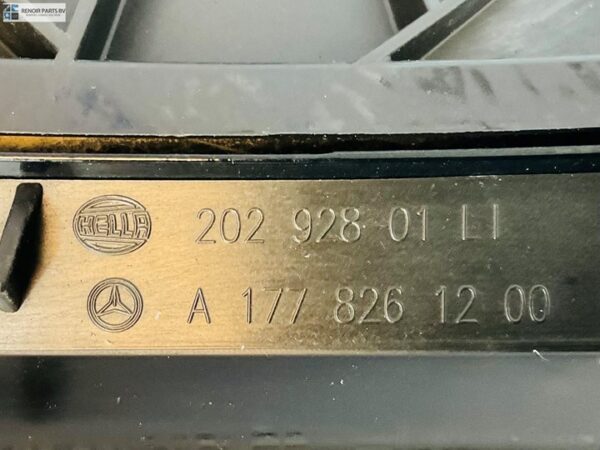 RENOIR PARTS BV
HELLA 202 928 01 LI
A 177 826 12 00